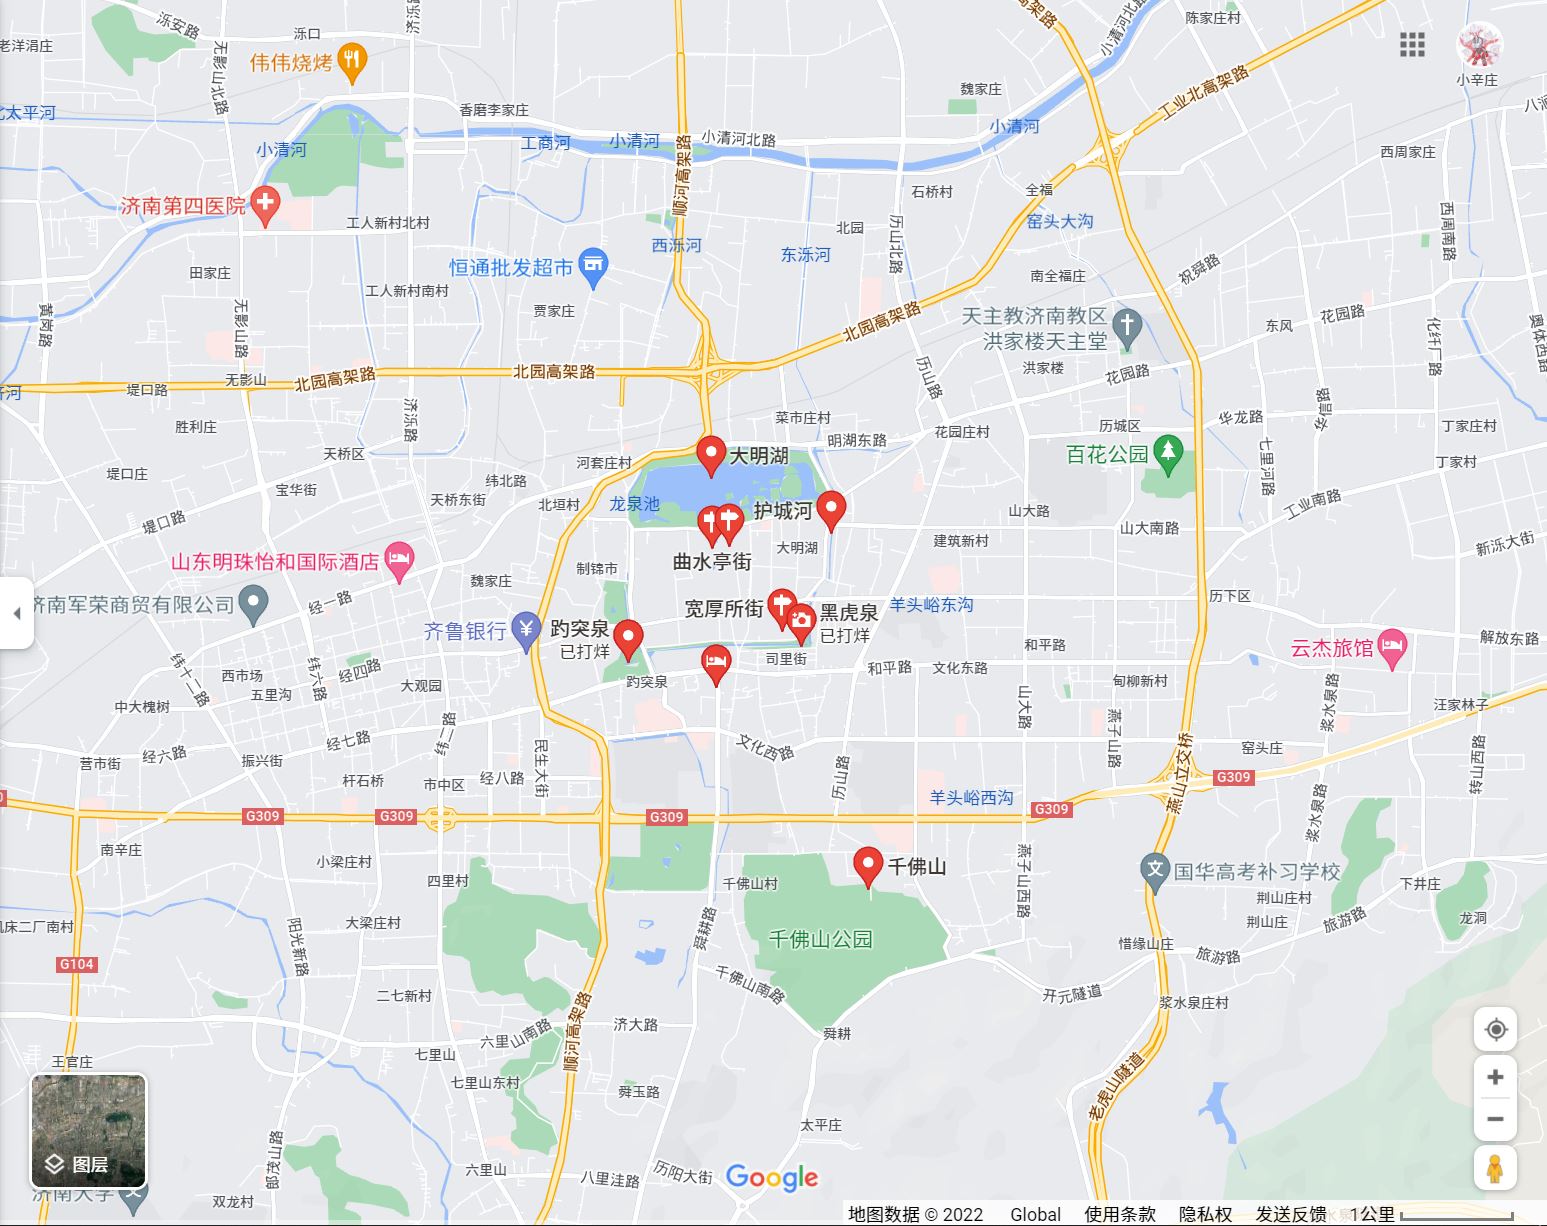 泺安路
泺口
济泺路
小清河北路
陈家庄村
老洋涓庄
无影山北路
伟伟烧烤
小辛庄
北太平河
香磨李家庄
魏家庄
工业北高架路
小清河
工商河
小清河
小清河北路
小清河
西周家庄
顺河高架路
济南第四医院
工人新村北村
石桥村
全福
北园
窑头大沟
历山北路
西周南路
西泺河
东泺河
恒通批发超市
田家庄
工人新村南村
南全福庄
祝舜路
黄岗路
无影山路
贾家庄
北园高架路
天主教济南教区
洪家楼天主堂
东风
花园路
化纤厂路
奥体西路
无影山
北园高架路
北园高架路
洪家楼
花园路
历山路
堤口路
济泺路
华信路
胜利庄
菜市庄村
明湖东路
花园庄村
历城区
华龙路
丁家庄村
天桥区
大明湖
百花公园
七里河路
丁家村
堤口庄
河套庄村
宝华街
纬北路
天桥东街
北垣村
龙泉池
护城河
山大路
工业南路
堤口路
山大南路
曲水亭街
大明湖
建筑新村
新泺大街
山东明珠怡和国际酒店
制锦市
魏家庄
济南军荣商贸有限公司
经一路
宽厚所街
黑虎泉
已打烊
羊头峪东沟
历下区
齐鲁银行
趵突泉
已打烊
解放东路
和平路
云杰旅馆
纬十二路
西市场
五里沟
纬六路
经四路
司里街
和平路
文化东路
大观园
趵突泉
甸柳新村
中大槐树
山大路
燕子山路
浆水泉路
汪家林子
纬二路
经六路
经七路
民生大街
文化西路
燕山立交桥
窑头庄
营市街
振兴街
杆石桥
市中区
经八路
历山路
羊头峪西沟
G309
转山西路
G309
G309
G309
G309
浆水泉路
南辛庄
小梁庄村
燕子山西路
千佛山
国华高考补习学校
四里村
千佛山村
荆山庄村
下井庄
机床二厂南村
大梁庄村
阳光新路
舜耕路
千佛山公园
荆山庄
旅游路
龙洞
惜缘山庄
旅游路
G104
二七新村
千佛山南路
开元隧道
浆水泉庄村
六里山南路
顺河高架路
济大路
舜耕
王官庄
七里山
七里山东村
舜玉路
老虎山隧道
太平庄
图层
郎茂山路
六里山
八里洼路
历阳大街
Google
济南大学
双龙村
地图数据 © 2022
Global
使用条款
隐私权
发送反馈
1公里